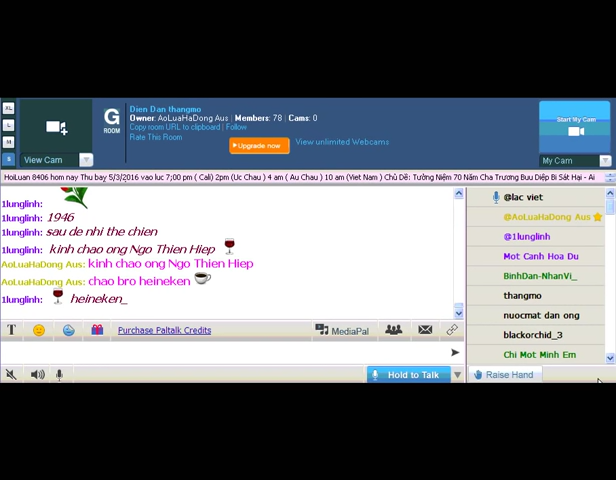 XL
L
M
S
View Cam
G
ROOM
Dien Dan thangmo
Owner: AoLuaHaDong Aus | Members: 78 | Cams: 0
Copy room URL to clipboard | Follow
Rate This Room
Upgrade now
View unlimited Webcams
Start My Cam
My Cam
HoiLuan 8406 hom nay Thu bay 5/3/2016 vao luc 7;00 pm ( Cali) 2pm (Uc Chau ) 4 am ( Au Chau ) 10 am (Viet Nam ) Chủ Đề: Tưởng Niệm 70 Năm Cha Trương Bưu Diệp Bi Sát Hại - Ai
1lunglinh:
1lunglinh: 1946
1lunglinh: sau de nhi the chien
1lunglinh: kinh chao ong Ngo Thien Hiep
AoLuaHaDong Aus: kinh chao ong Ngo Thien Hiep
AoLuaHaDong Aus: chao bro heineken
1lunglinh: heineken_
T
Purchase Paltalk Credits
MediaPal
Hold to Talk
@lac viet
@AoLuaHaDong Aus
@1lunglinh
Mot Canh Hoa Du
BinhDan-NhanVi_
thangmo
nuocmat dan ong
blackorchid_3
Chi Mot Minh Em
Raise Hand